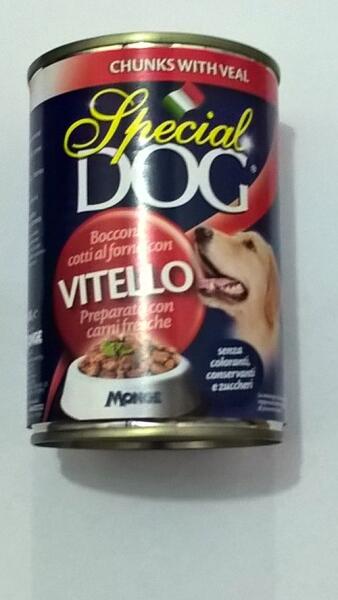 CHUNKS WITH VEAL
Special
DOG
Bocconi
cotti al forno con
VITELLO
Preparato con
carni fresche
senza
coloranti,
conservanti
e zuccheri
MONGE